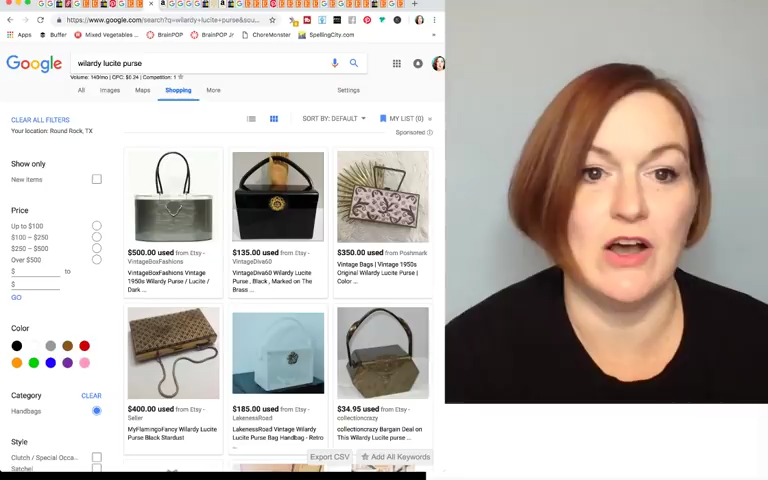 https://www.google.com/search?q=wilardy+lucite+purse&sou...
Apps
Buffer
Mixed Vegetables ...
BrainPOP
BrainPOP Jr
ChoreMonster
SpellingCity.com
Google
wilardy lucite purse
Volume: 140/mo | CPC: $0.24 | Competition: 1
All
Images
Maps
Shopping
More
Settings
CLEAR ALL FILTERS
Your location: Round Rock, TX
SORT BY: DEFAULT
MY LIST (0)
Sponsored
Show only
New items
Price
Up to $100
$100 – $250
$250 – $500
Over $500
$ to
$
GO
Color
Category
CLEAR
Handbags
Style
Clutch / Special Occa...
Satchel
$500.00 used from Etsy -
VintageBoxFashions
VintageBoxFashions Vintage
1950s Wilardy Purse / Lucite /
Dark ...
$135.00 used from Etsy -
VintageDiva60
VintageDiva60 Wilardy Lucite
Purse , Black , Marked on The
Brass ...
$350.00 used from Poshmark
Vintage Bags | Vintage 1950s
Original Wilardy Lucite Purse |
Color ...
$400.00 used from Etsy -
Seller
MyFlamingoFancy Wilardy Lucite
Purse Black Stardust
$185.00 used from Etsy -
LakenessRoad
LakenessRoad Vintage Wilardy
Lucite Purse Bag Handbag - Retro
...
$34.95 used from Etsy -
collectioncrazy
collectioncrazy Bargain Deal on
This Wilardy Lucite purse ...
Export CSV
Add All Keywords